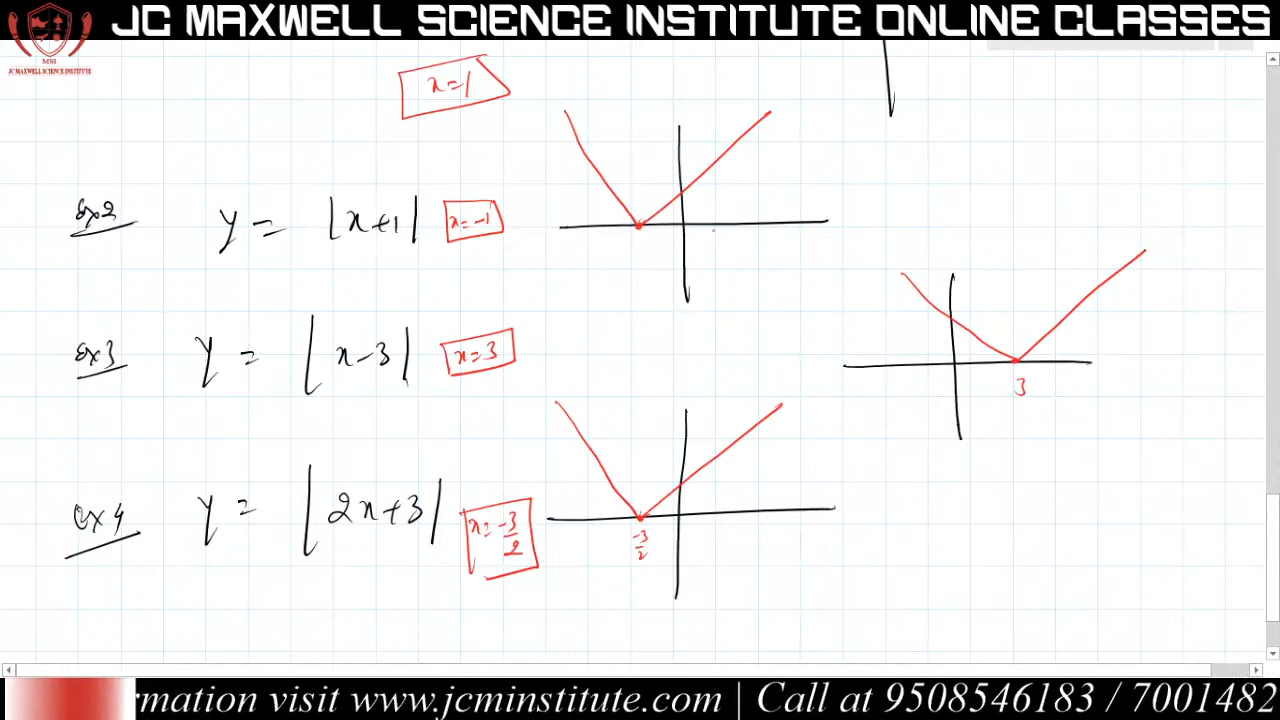 JC MAXWELL SCIENCE INSTITUTE ONLINE CLASSES
MSI
JC MAXWELL SCIENCE INSTITUTE
x=1
Ex2 y = |x+1| x=-1
Ex3 y = |x-3| x=3
3
Ex4 y = |2x+3| x=-3/2
-3/2
rmation visit www.jcminstitute.com | Call at 9508546183 / 7001482